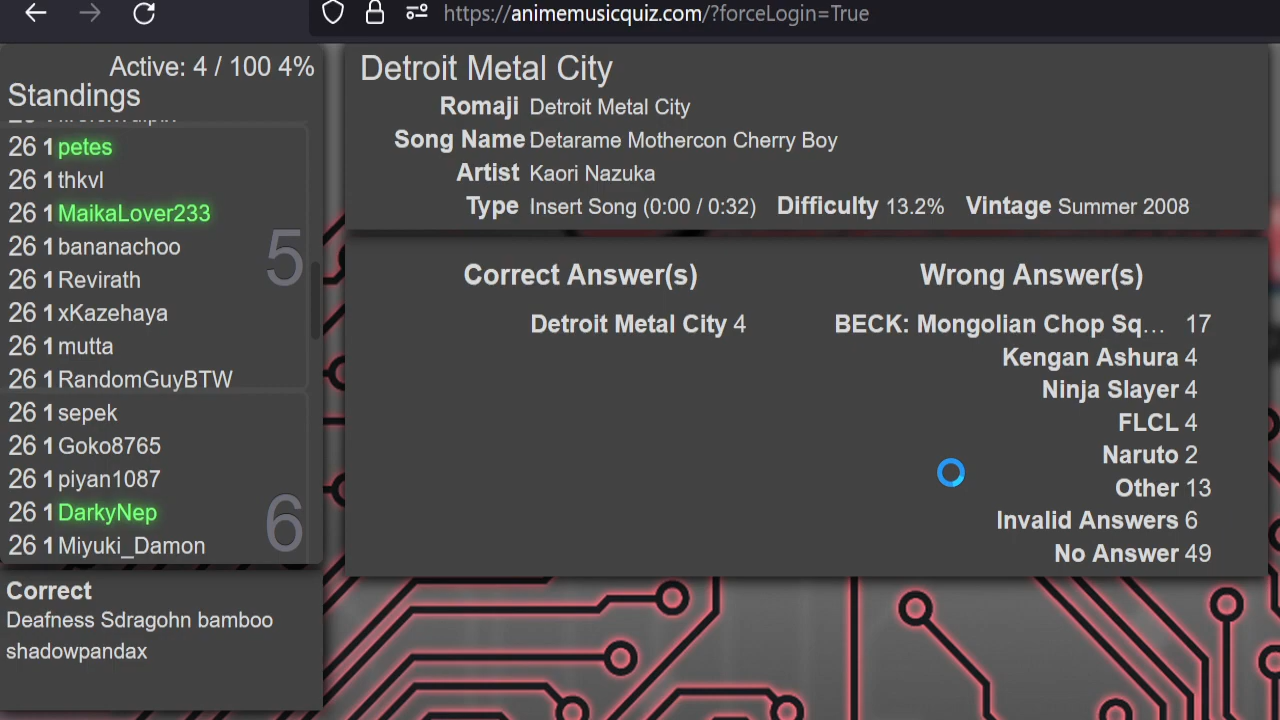 https://animemusicquiz.com/?forceLogin=True
Active: 4 / 100 4%
Standings
26 1 petes
26 1 thkvl
26 1 MaikaLover233
26 1 bananachoo
5
26 1 Revirath
26 1 xKazehaya
26 1 mutta
26 1 RandomGuyBTW
26 1 sepek
26 1 Goko8765
26 1 piyan1087
26 1 DarkyNep
6
26 1 Miyuki_Damon
Correct
Deafness Sdragohn bamboo
shadowpandax
Detroit Metal City
Romaji Detroit Metal City
Song Name Detarame Mothercon Cherry Boy
Artist Kaori Nazuka
Type Insert Song (0:00 / 0:32) Difficulty 13.2% Vintage Summer 2008
Correct Answer(s)
Detroit Metal City 4
Wrong Answer(s)
BECK: Mongolian Chop Sq... 17
Kengan Ashura 4
Ninja Slayer 4
FLCL 4
Naruto 2
Other 13
Invalid Answers 6
No Answer 49